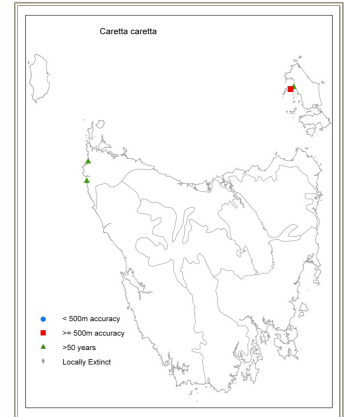 Caretta caretta
< 500m accuracy
>= 500m accuracy
>50 years
Locally Extinct